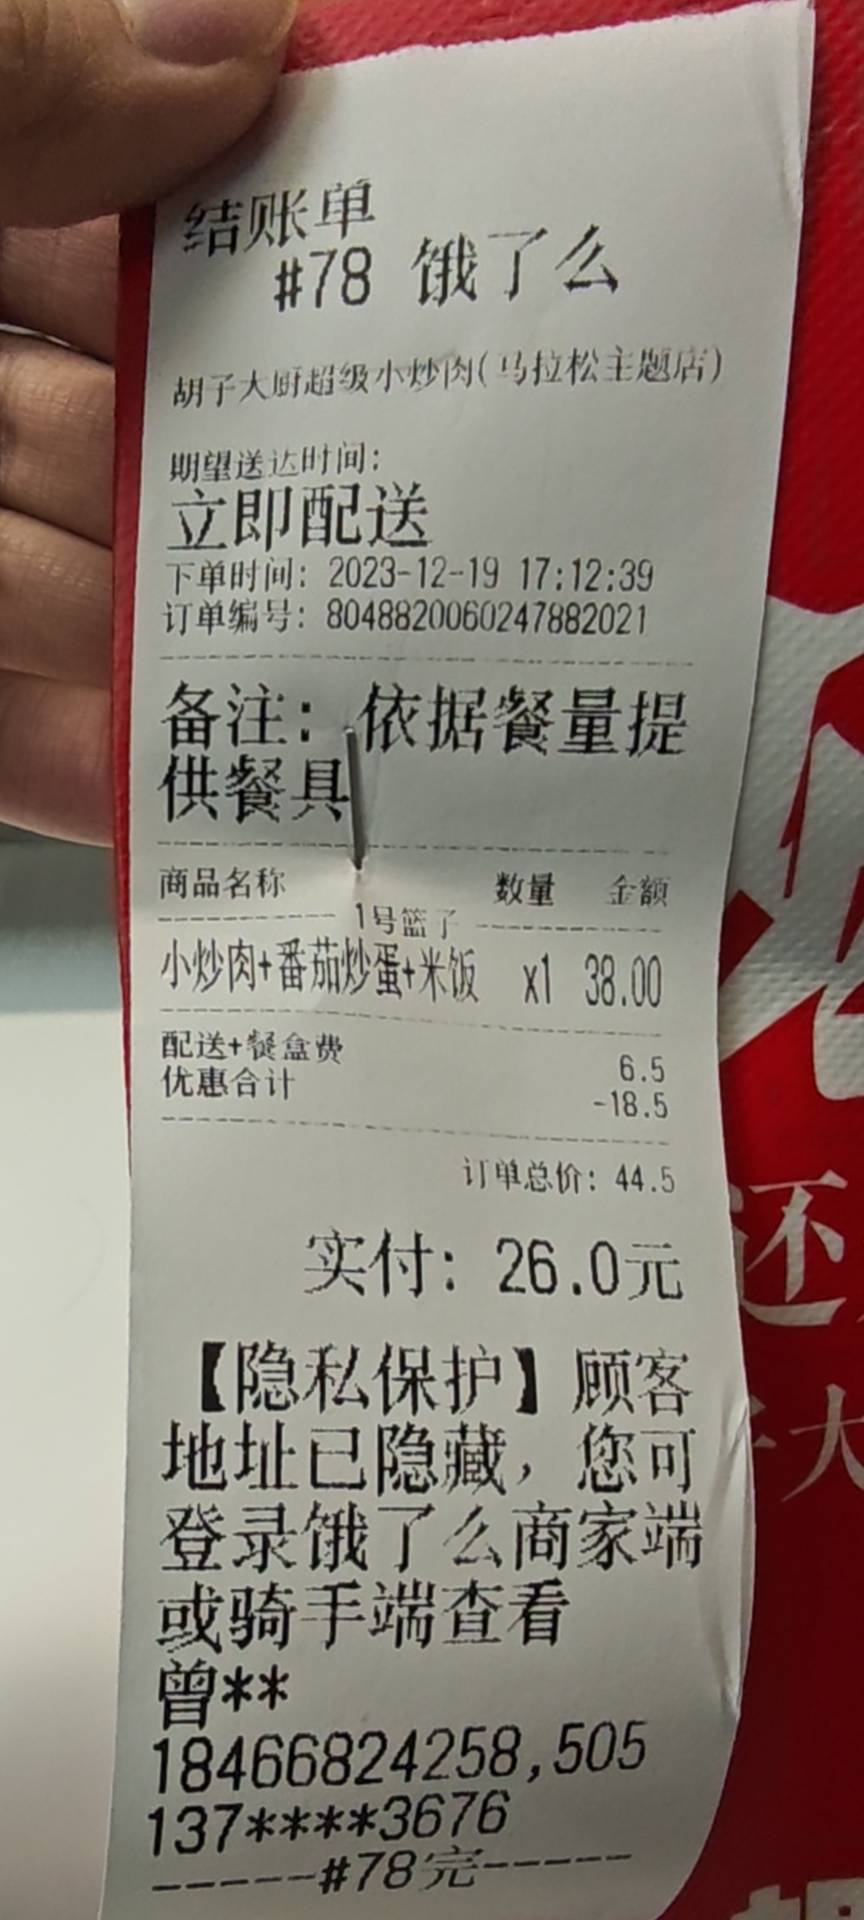 结账单
#78 饿了么
胡子大厨超级小炒肉(马拉松主题店)
期望送达时间:
立即配送
下单时间: 2023-12-19 17:12:39
订单编号: 8048820060247882021
备注: 依据餐量提
供餐具
商品名称 数量 金额
1号篮子
小炒肉+番茄炒蛋+米饭 x1 38.00
配送+餐盒费 6.5
优惠合计 -18.5
订单总价: 44.5
实付: 26.0元
【隐私保护】顾客
地址已隐藏，您可
登录饿了么商家端
或骑手端查看
曾**
18466824258,505
137****3676
#78完
还
大